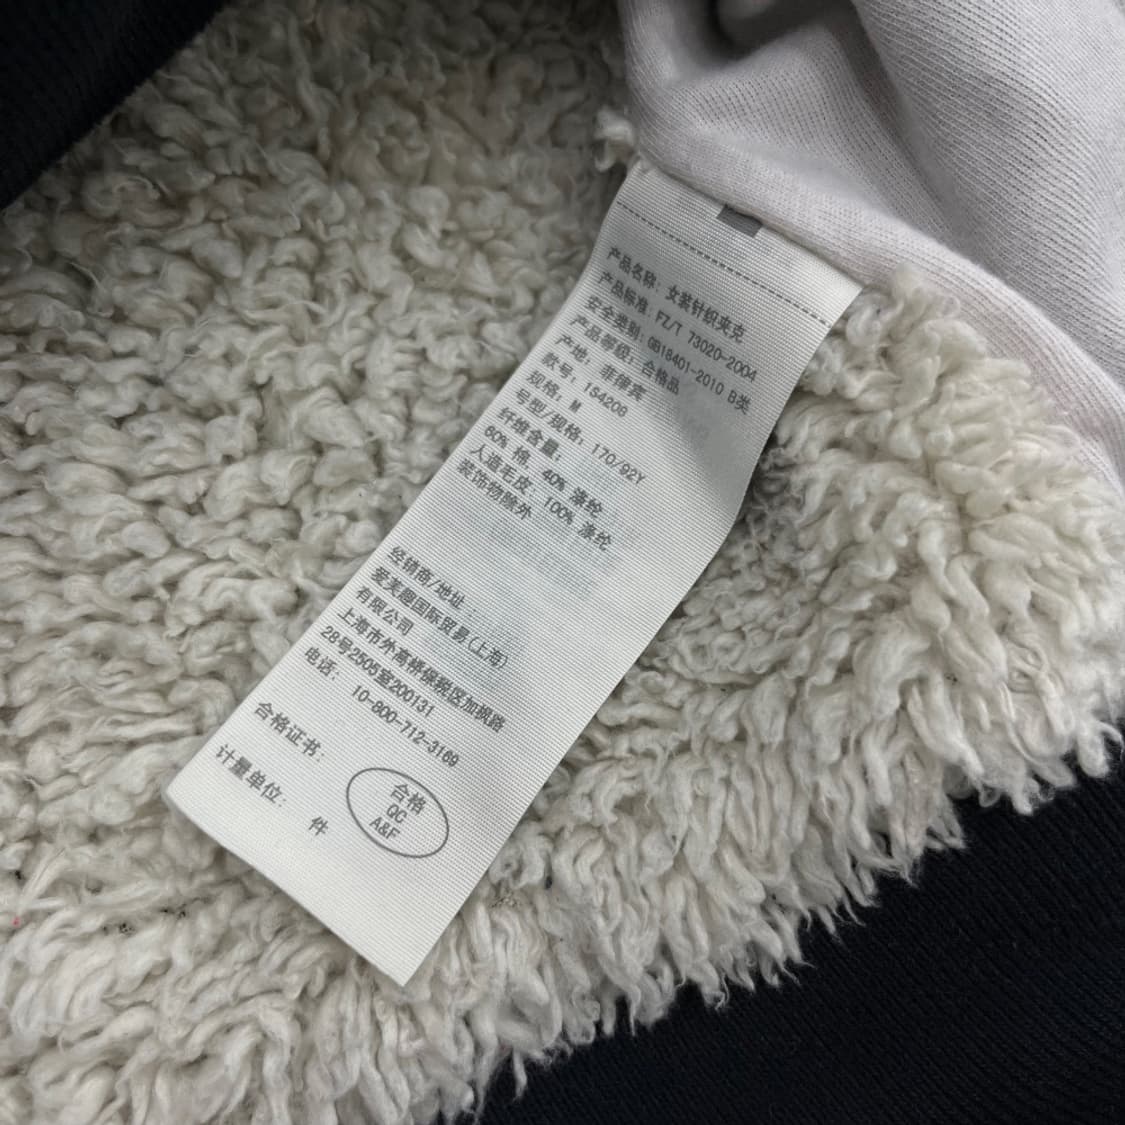 产品名称：女装针织夹克
产品标准：FZ/T 73020-2004
安全类别：GB18401-2010 B类
产品等级：合格品
产地：菲律宾
款号：1S4208
规格：M
号型/规格：170/92Y
纤维含量：
60% 棉 40% 涤纶
人造毛皮：100% 涤纶
装饰物除外
经销商/地址：
爱芙曼国际贸易(上海)
有限公司
上海市外高桥保税区加枫路
28号2505室200131
电话： 10-800-712-3169
合格证书：
合格
QC
A&F
计量单位：
件